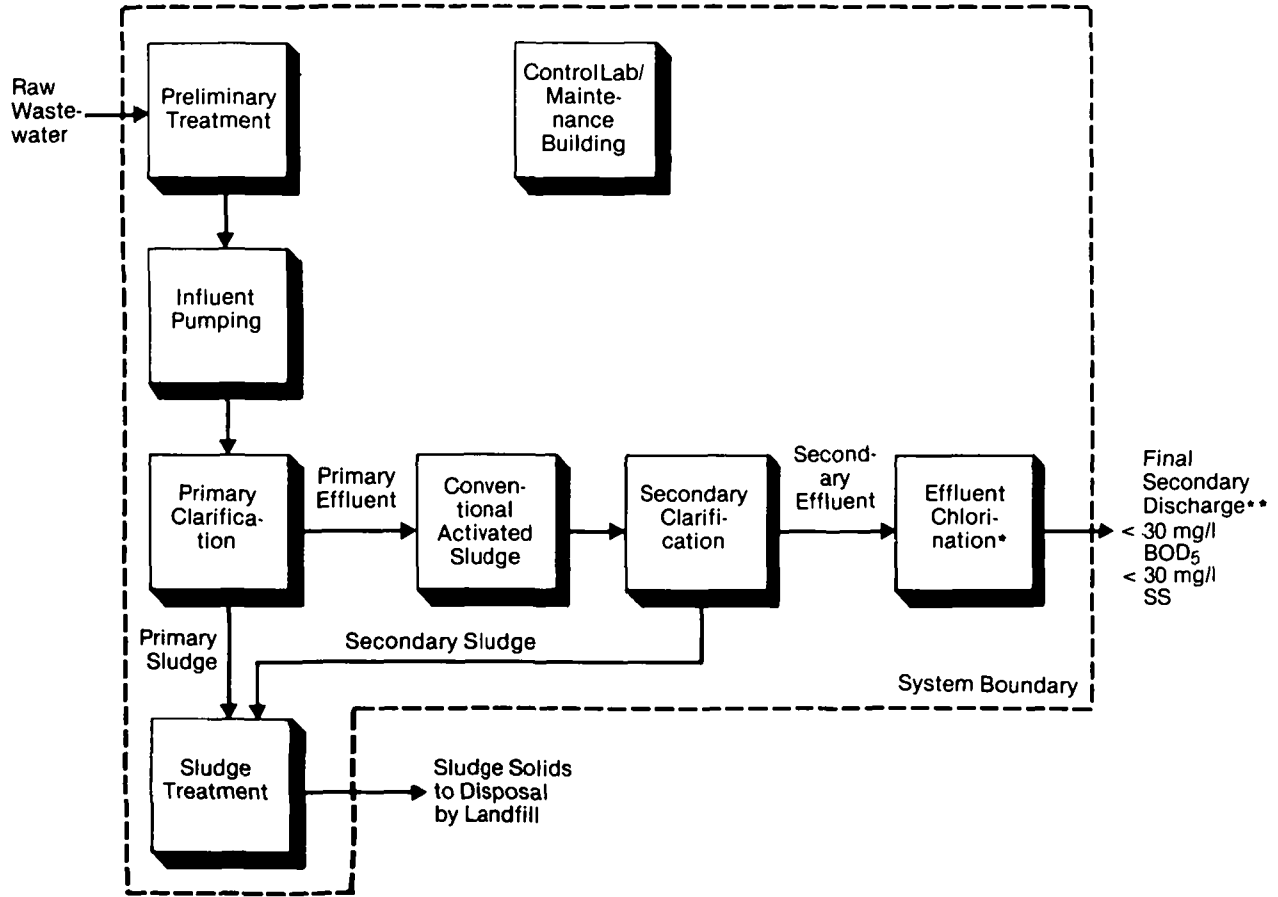 Raw
Waste-
water
Preliminary
Treatment
Control Lab/
Mainte-
nance
Building
Influent
Pumping
Primary
Clarifica-
tion
Primary
Effluent
Conven-
tional
Activated
Sludge
Secondary
Clarifi-
cation
Second-
ary
Effluent
Effluent
Chlori-
nation*
Final
Secondary
Discharge**
< 30 mg/l
BOD5
< 30 mg/l
SS
Primary
Sludge
Secondary Sludge
System Boundary
Sludge
Treatment
Sludge Solids
to Disposal
by Landfill